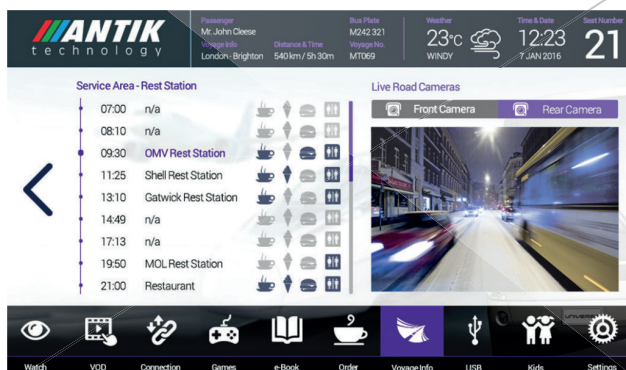 ANTIK
technology
Passenger
Mr. John Cleese
Voyage Info
London - Brighton
Distance & Time
540 km / 5h 30m
Bus Plate
M242 321
Voyage No.
MT069
Weather
23°C
WINDY
Time & Date
12:23
7 JAN 2016
Seat Number
21
Service Area - Rest Station
07:00 n/a
08:10 n/a
09:30 OMV Rest Station
11:25 Shell Rest Station
13:10 Gatwick Rest Station
14:49 n/a
17:13 n/a
19:50 MOL Rest Station
21:00 Restaurant
Live Road Cameras
Front Camera
Rear Camera
Watch
VOD
Connection
Games
e-Book
Order
Voyage Info
USB
Kids
Settings